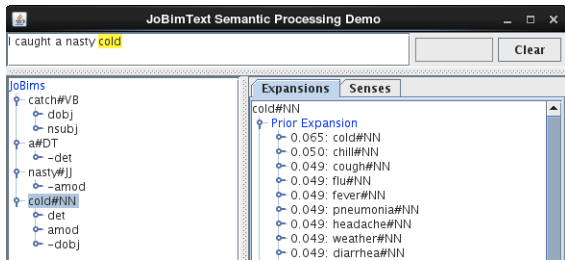 JoBimText Semantic Processing Demo
I caught a nasty cold
Clear
JoBims
catch#VB
dobj
nsubj
a#DT
-det
nasty#JJ
-amod
cold#NN
det
amod
-dobj
Expansions Senses
cold#NN
Prior Expansion
0.065: cold#NN
0.050: chill#NN
0.049: cough#NN
0.049: flu#NN
0.049: fever#NN
0.049: pneumonia#NN
0.049: headache#NN
0.049: weather#NN
0.049: diarrhea#NN